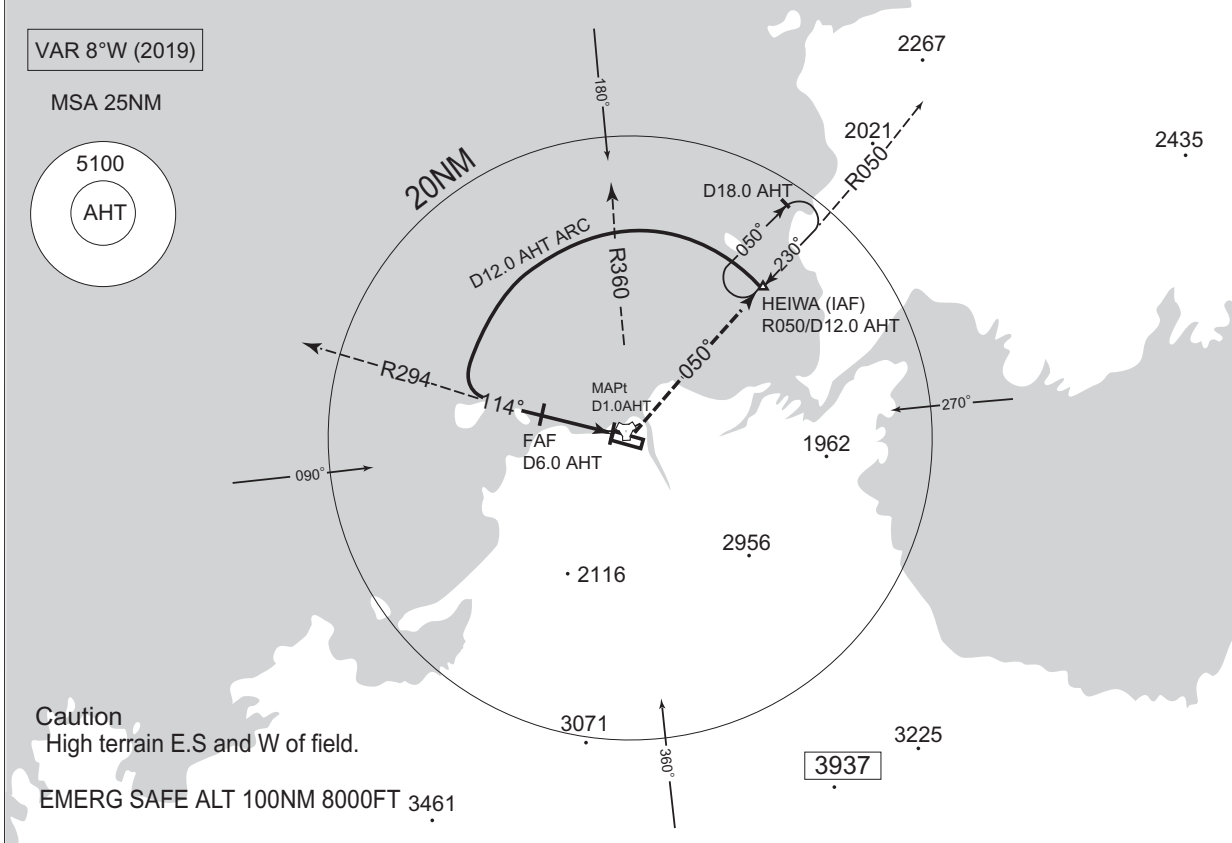 VAR 8°W (2019)
MSA 25NM
5100
AHT
2267
180°
2021
R050
2435
20NM
D18.0 AHT
D12.0 AHT ARC
050°
230°
R360
HEIWA (IAF)
R050/D12.0 AHT
R294
050°
MAPt
D1.0AHT
114°
270°
FAF
D6.0 AHT
1962
090°
2956
2116
Caution
High terrain E.S and W of field.
3071
360°
3225
3937
EMERG SAFE ALT 100NM 8000FT
3461